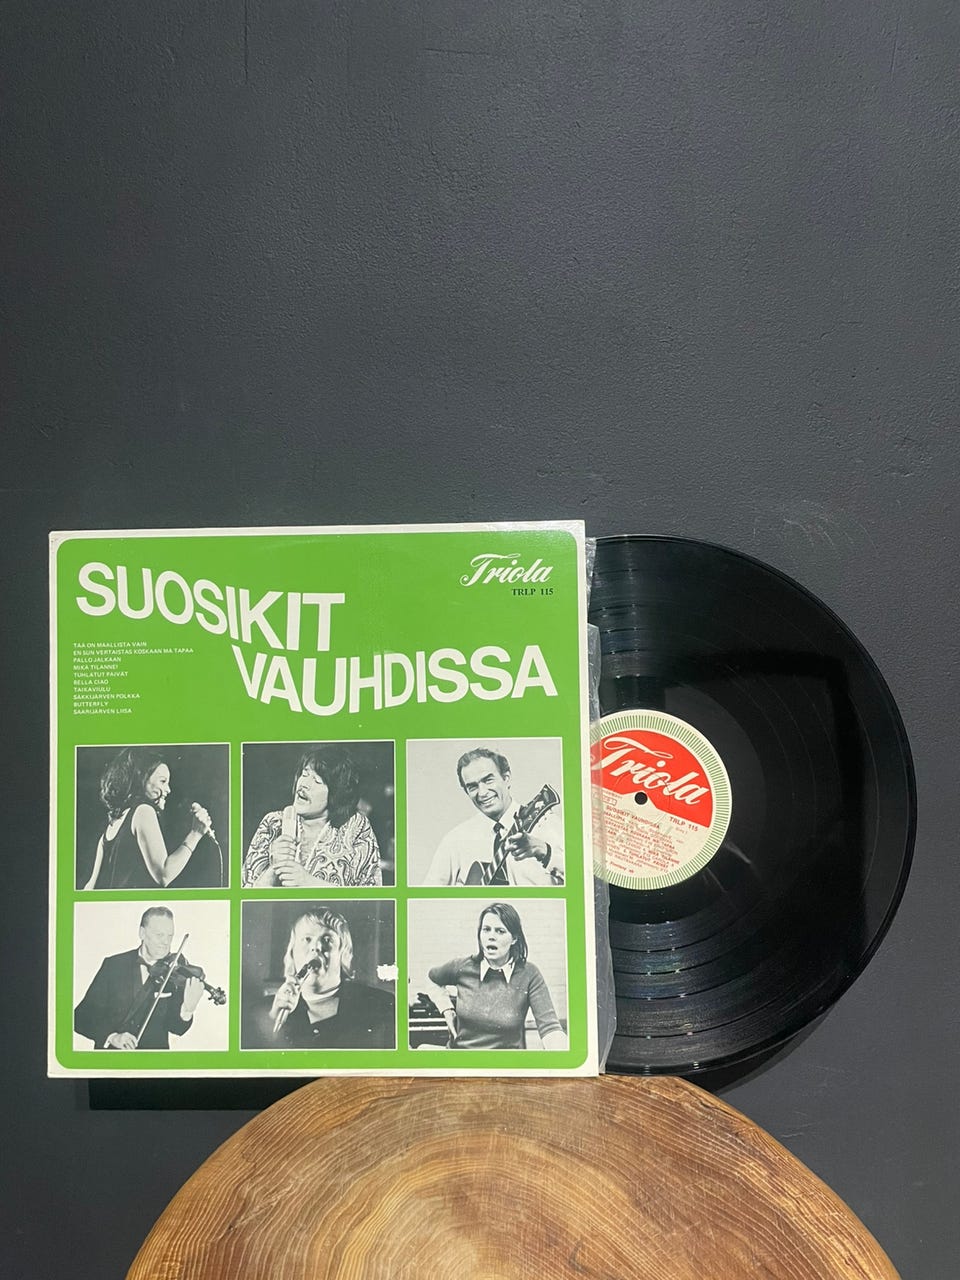 SUOSIKIT
VAUHDISSA
Triola
TRLP 115
TÄÄ ON MAALLISTA VAIN
EN SUN VERTAISTAS KOSKAAN MÄ TAPAA
PALLO JALKAAN
MIKÄ TILANNE!
TUHLATUT PÄIVÄT
BELLA CIAO
TAIKAVIULU
SÄKKIJÄRVEN POLKKA
BUTTERFLY
SAARIJÄRVEN LIISA
Triola
TRLP 115
SUOSIKIT VAUHDISSA